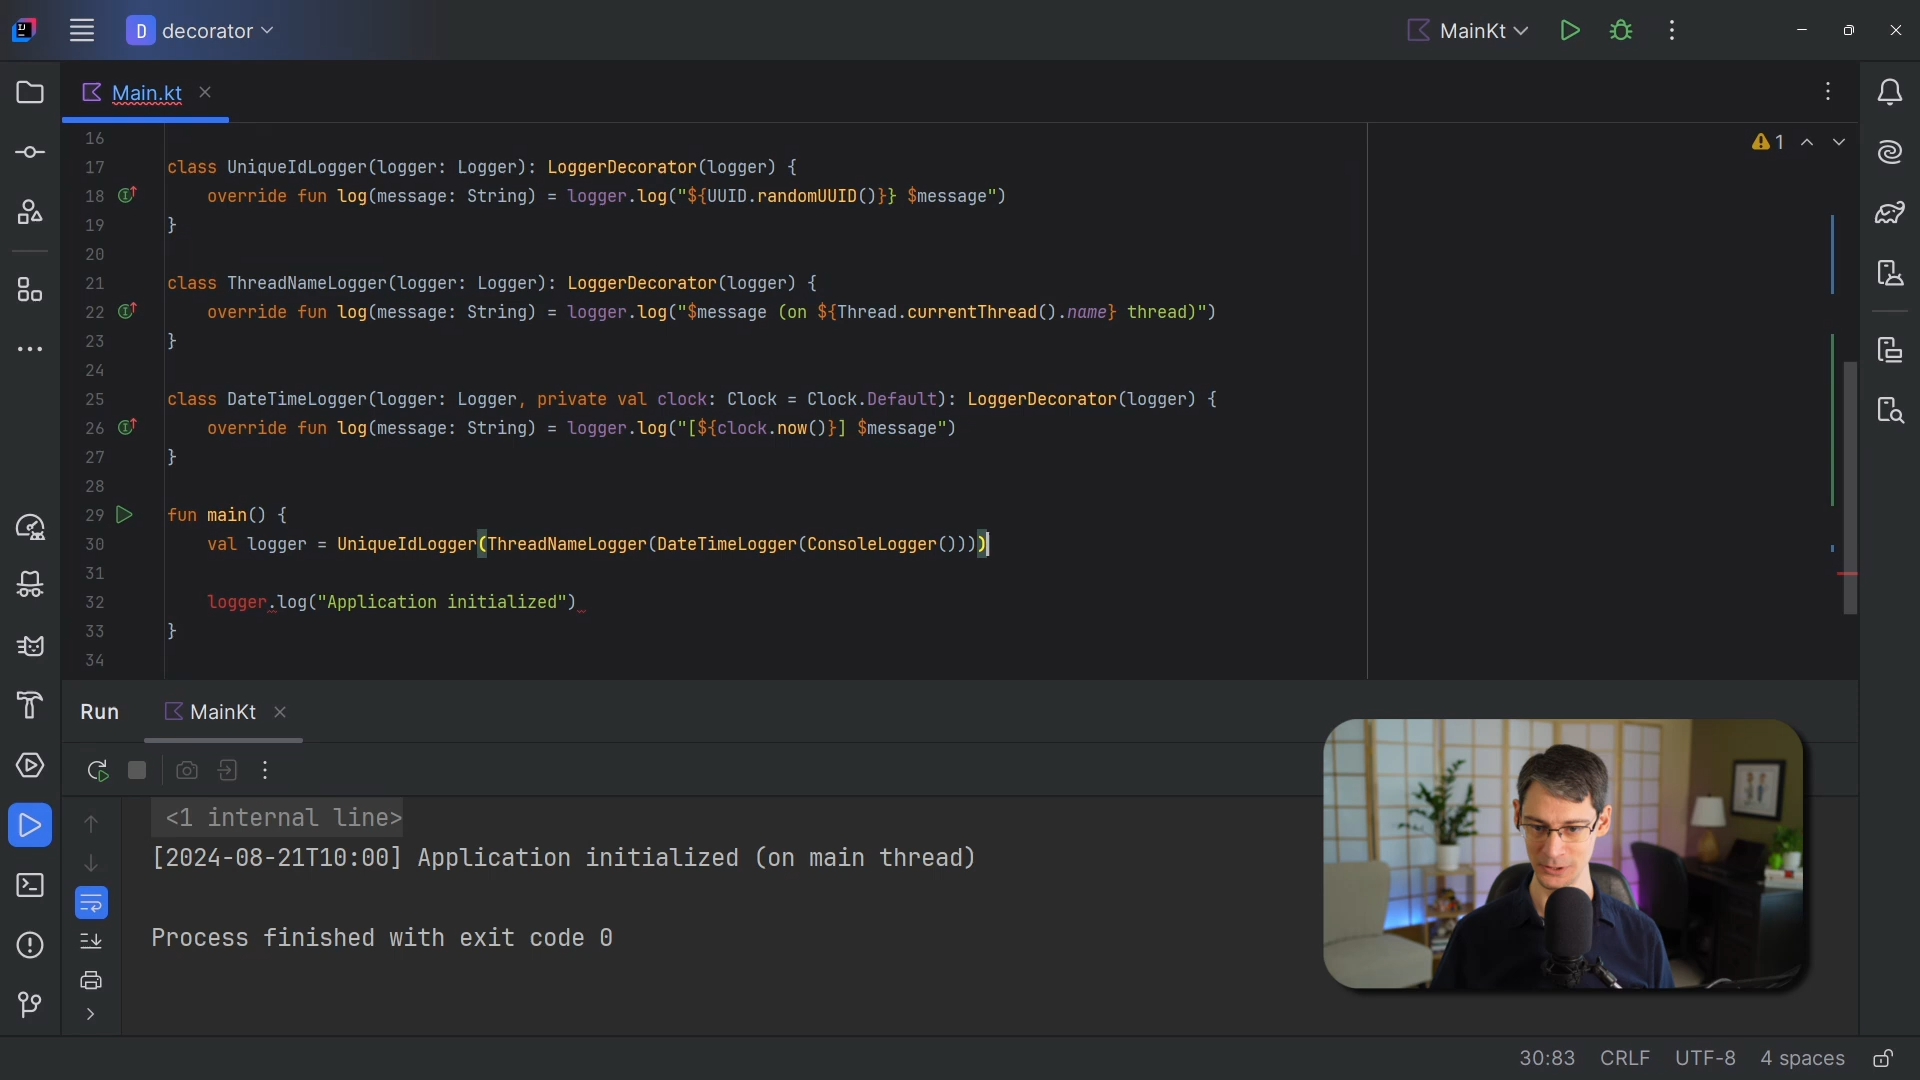 D decorator
MainKt
Main.kt
1
16
17 class UniqueIdLogger(logger: Logger): LoggerDecorator(logger) {
18 override fun log(message: String) = logger.log("${UUID.randomUUID()}} $message")
19 }
20
21 class ThreadNameLogger(logger: Logger): LoggerDecorator(logger) {
22 override fun log(message: String) = logger.log("$message (on ${Thread.currentThread().name} thread)")
23 }
24
25 class DateTimeLogger(logger: Logger, private val clock: Clock = Clock.Default): LoggerDecorator(logger) {
26 override fun log(message: String) = logger.log("[${clock.now()}] $message")
27 }
28
29 fun main() {
30 val logger = UniqueIdLogger(ThreadNameLogger(DateTimeLogger(ConsoleLogger())))
31
32 logger.log("Application initialized")
33 }
34
Run MainKt
<1 internal line>
[2024-08-21T10:00] Application initialized (on main thread)
Process finished with exit code 0
30:83 CRLF UTF-8 4 spaces